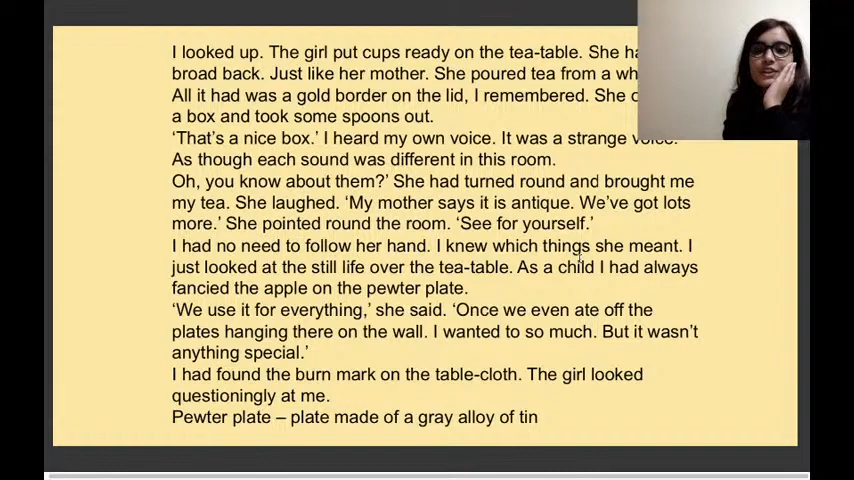 I looked up. The girl put cups ready on the tea-table. She
broad back. Just like her mother. She poured tea from a
All it had was a gold border on the lid, I remembered. She
a box and took some spoons out.
‘That’s a nice box.’ I heard my own voice. It was a strange voice.
As though each sound was different in this room.
Oh, you know about them?’ She had turned round and brought me
my tea. She laughed. ‘My mother says it is antique. We’ve got lots
more.’ She pointed round the room. ‘See for yourself.’
I had no need to follow her hand. I knew which things she meant. I
just looked at the still life over the tea-table. As a child I had always
fancied the apple on the pewter plate.
‘We use it for everything,’ she said. ‘Once we even ate off the
plates hanging there on the wall. I wanted to so much. But it wasn’t
anything special.’
I had found the burn mark on the table-cloth. The girl looked
questioningly at me.
Pewter plate – plate made of a gray alloy of tin